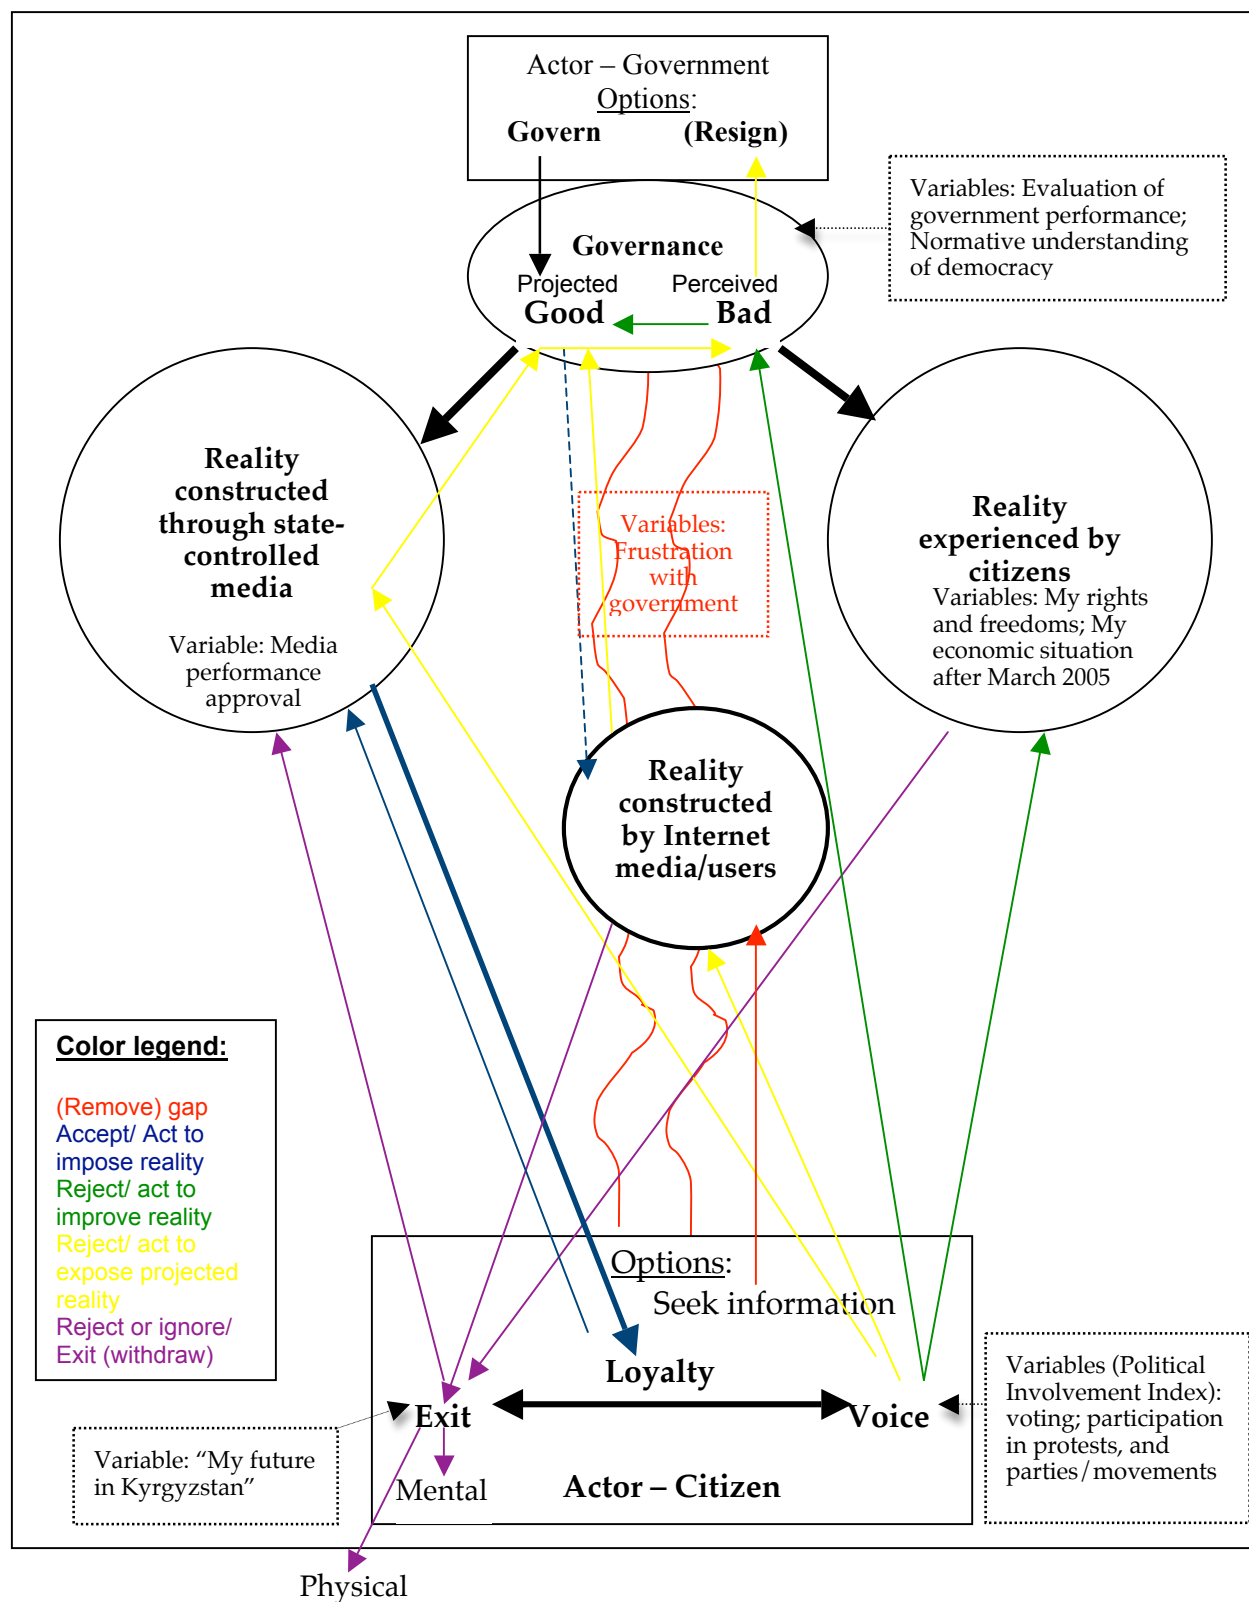 Actor – Government
Options:
Govern
(Resign)
Variables: Evaluation of
government performance;
Normative understanding
of democracy
Governance
Projected
Perceived
Good
Bad
Reality
constructed
through state-
controlled
media
Variable: Media
performance
approval
Variables:
Frustration
with
government
Reality
experienced by
citizens
Variables: My rights
and freedoms; My
economic situation
after March 2005
Reality
constructed
by Internet
media/users
Color legend:
(Remove) gap
Accept/ Act to
impose reality
Reject/ act to
improve reality
Reject/ act to
expose projected
reality
Reject or ignore/
Exit (withdraw)
Options:
Seek information
Loyalty
Exit
Voice
Mental
Actor – Citizen
Variable: “My future
in Kyrgyzstan”
Variables (Political
Involvement Index):
voting; participation
in protests, and
parties/movements
Physical